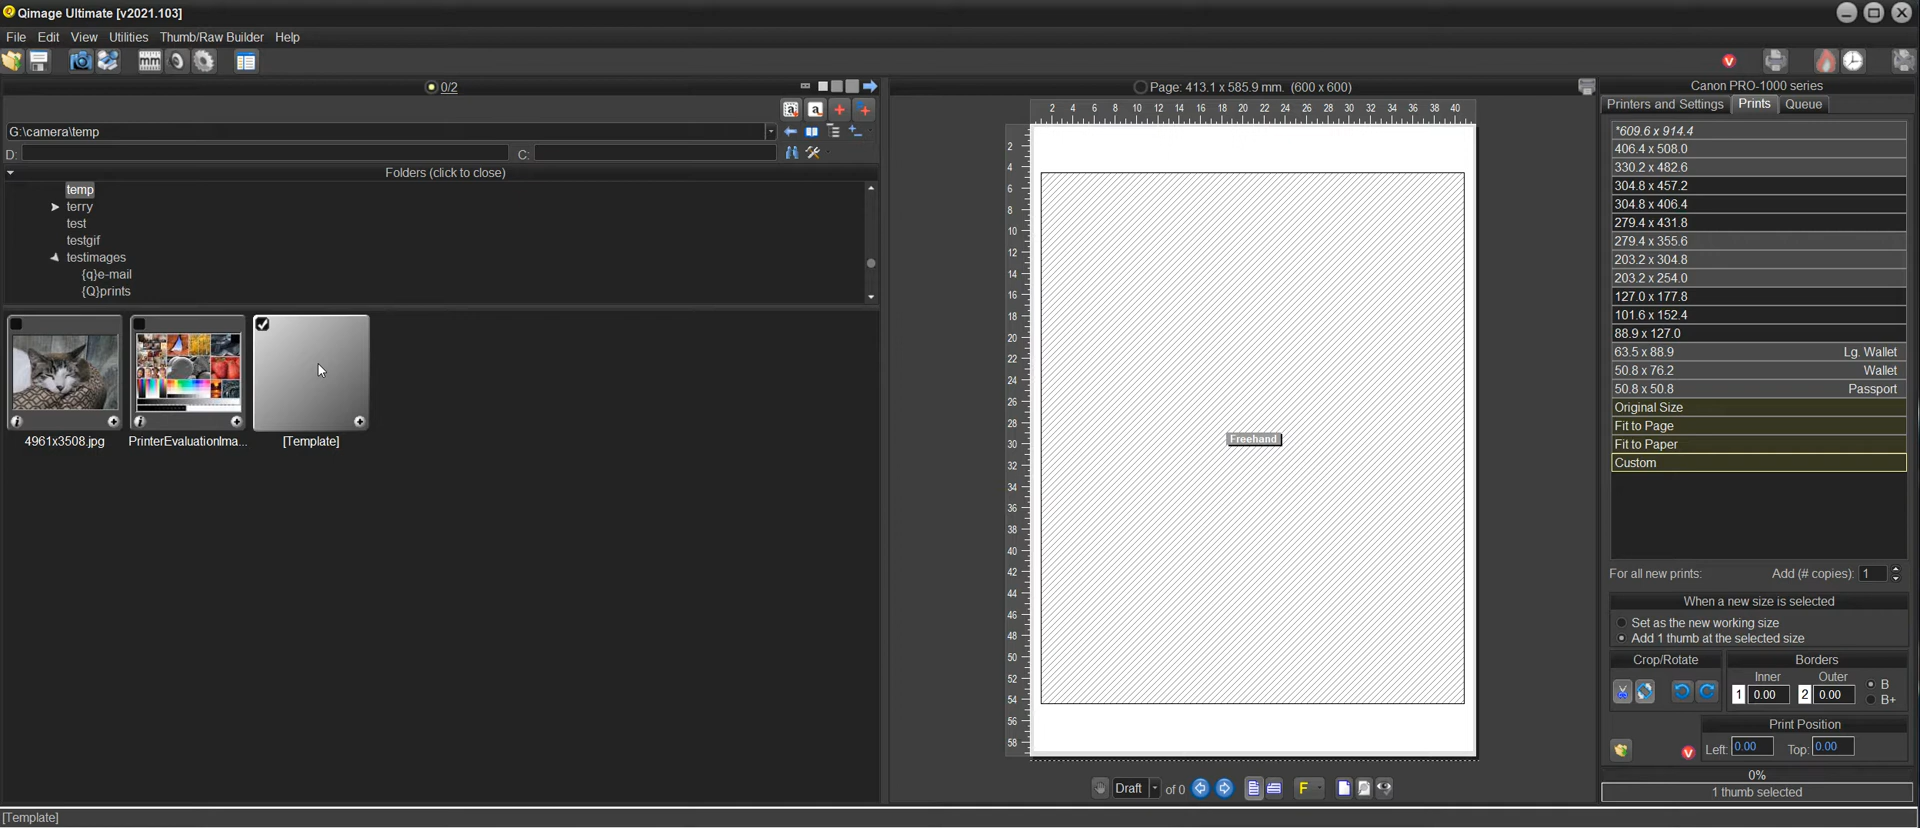 Qimage Ultimate [v2021.103]
File Edit View Utilities Thumb/Raw Builder Help
mm
V
0/2
Page: 413.1 x 585.9 mm. (600 x 600)
Canon PRO-1000 series
Printers and Settings Prints Queue
a a
G:\camera\temp
D: C:
Folders (click to close)
temp
terry
test
testgif
testimages
{q}e-mail
{Q}prints
4961x3508.jpg
PrinterEvaluationIma...
[Template]
2 4 6 8 10 12 14 16 18 20 22 24 26 28 30 32 34 36 38 40
2
4
6
8
10
12
14
16
18
20
22
24
26
28
30
32
34
36
38
40
42
44
46
48
50
52
54
56
58
Freehand
Draft of 0 F
*609.6 x 914.4
406.4 x 508.0
330.2 x 482.6
304.8 x 457.2
304.8 x 406.4
279.4 x 431.8
279.4 x 355.6
203.2 x 304.8
203.2 x 254.0
127.0 x 177.8
101.6 x 152.4
88.9 x 127.0
63.5 x 88.9 Lg. Wallet
50.8 x 76.2 Wallet
50.8 x 50.8 Passport
Original Size
Fit to Page
Fit to Paper
Custom
For all new prints: Add (# copies): 1
When a new size is selected
Set as the new working size
Add 1 thumb at the selected size
Crop/Rotate Borders
Inner Outer
1 0.00 2 0.00
B
B+
Print Position
V Left: 0.00 Top: 0.00
0%
1 thumb selected
[Template]